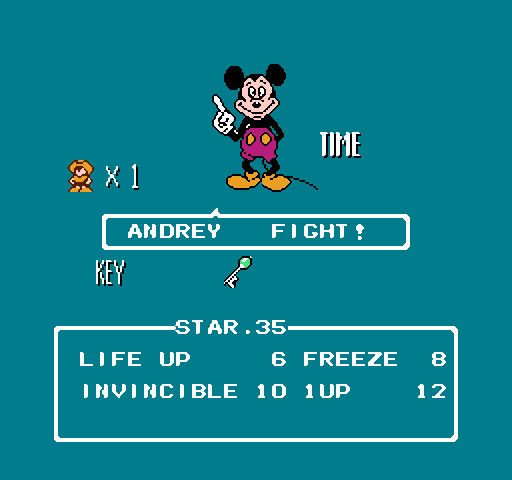 TIME
X 1
ANDREY FIGHT!
KEY
STAR.35
LIFE UP 6 FREEZE 8
INVINCIBLE 10 1UP 12